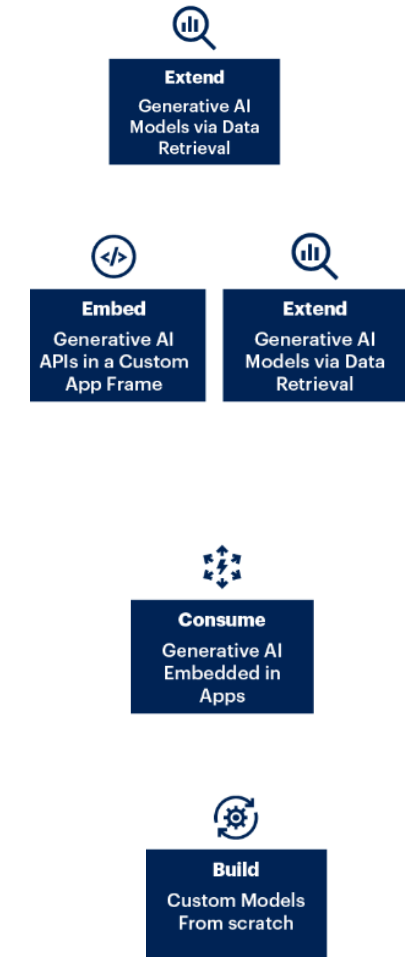 Extend
Generative AI
Models via Data
Retrieval
Embed
Generative AI
APIs in a Custom
App Frame
Extend
Generative AI
Models via Data
Retrieval
Consume
Generative AI
Embedded in
Apps
Build
Custom Models
From scratch